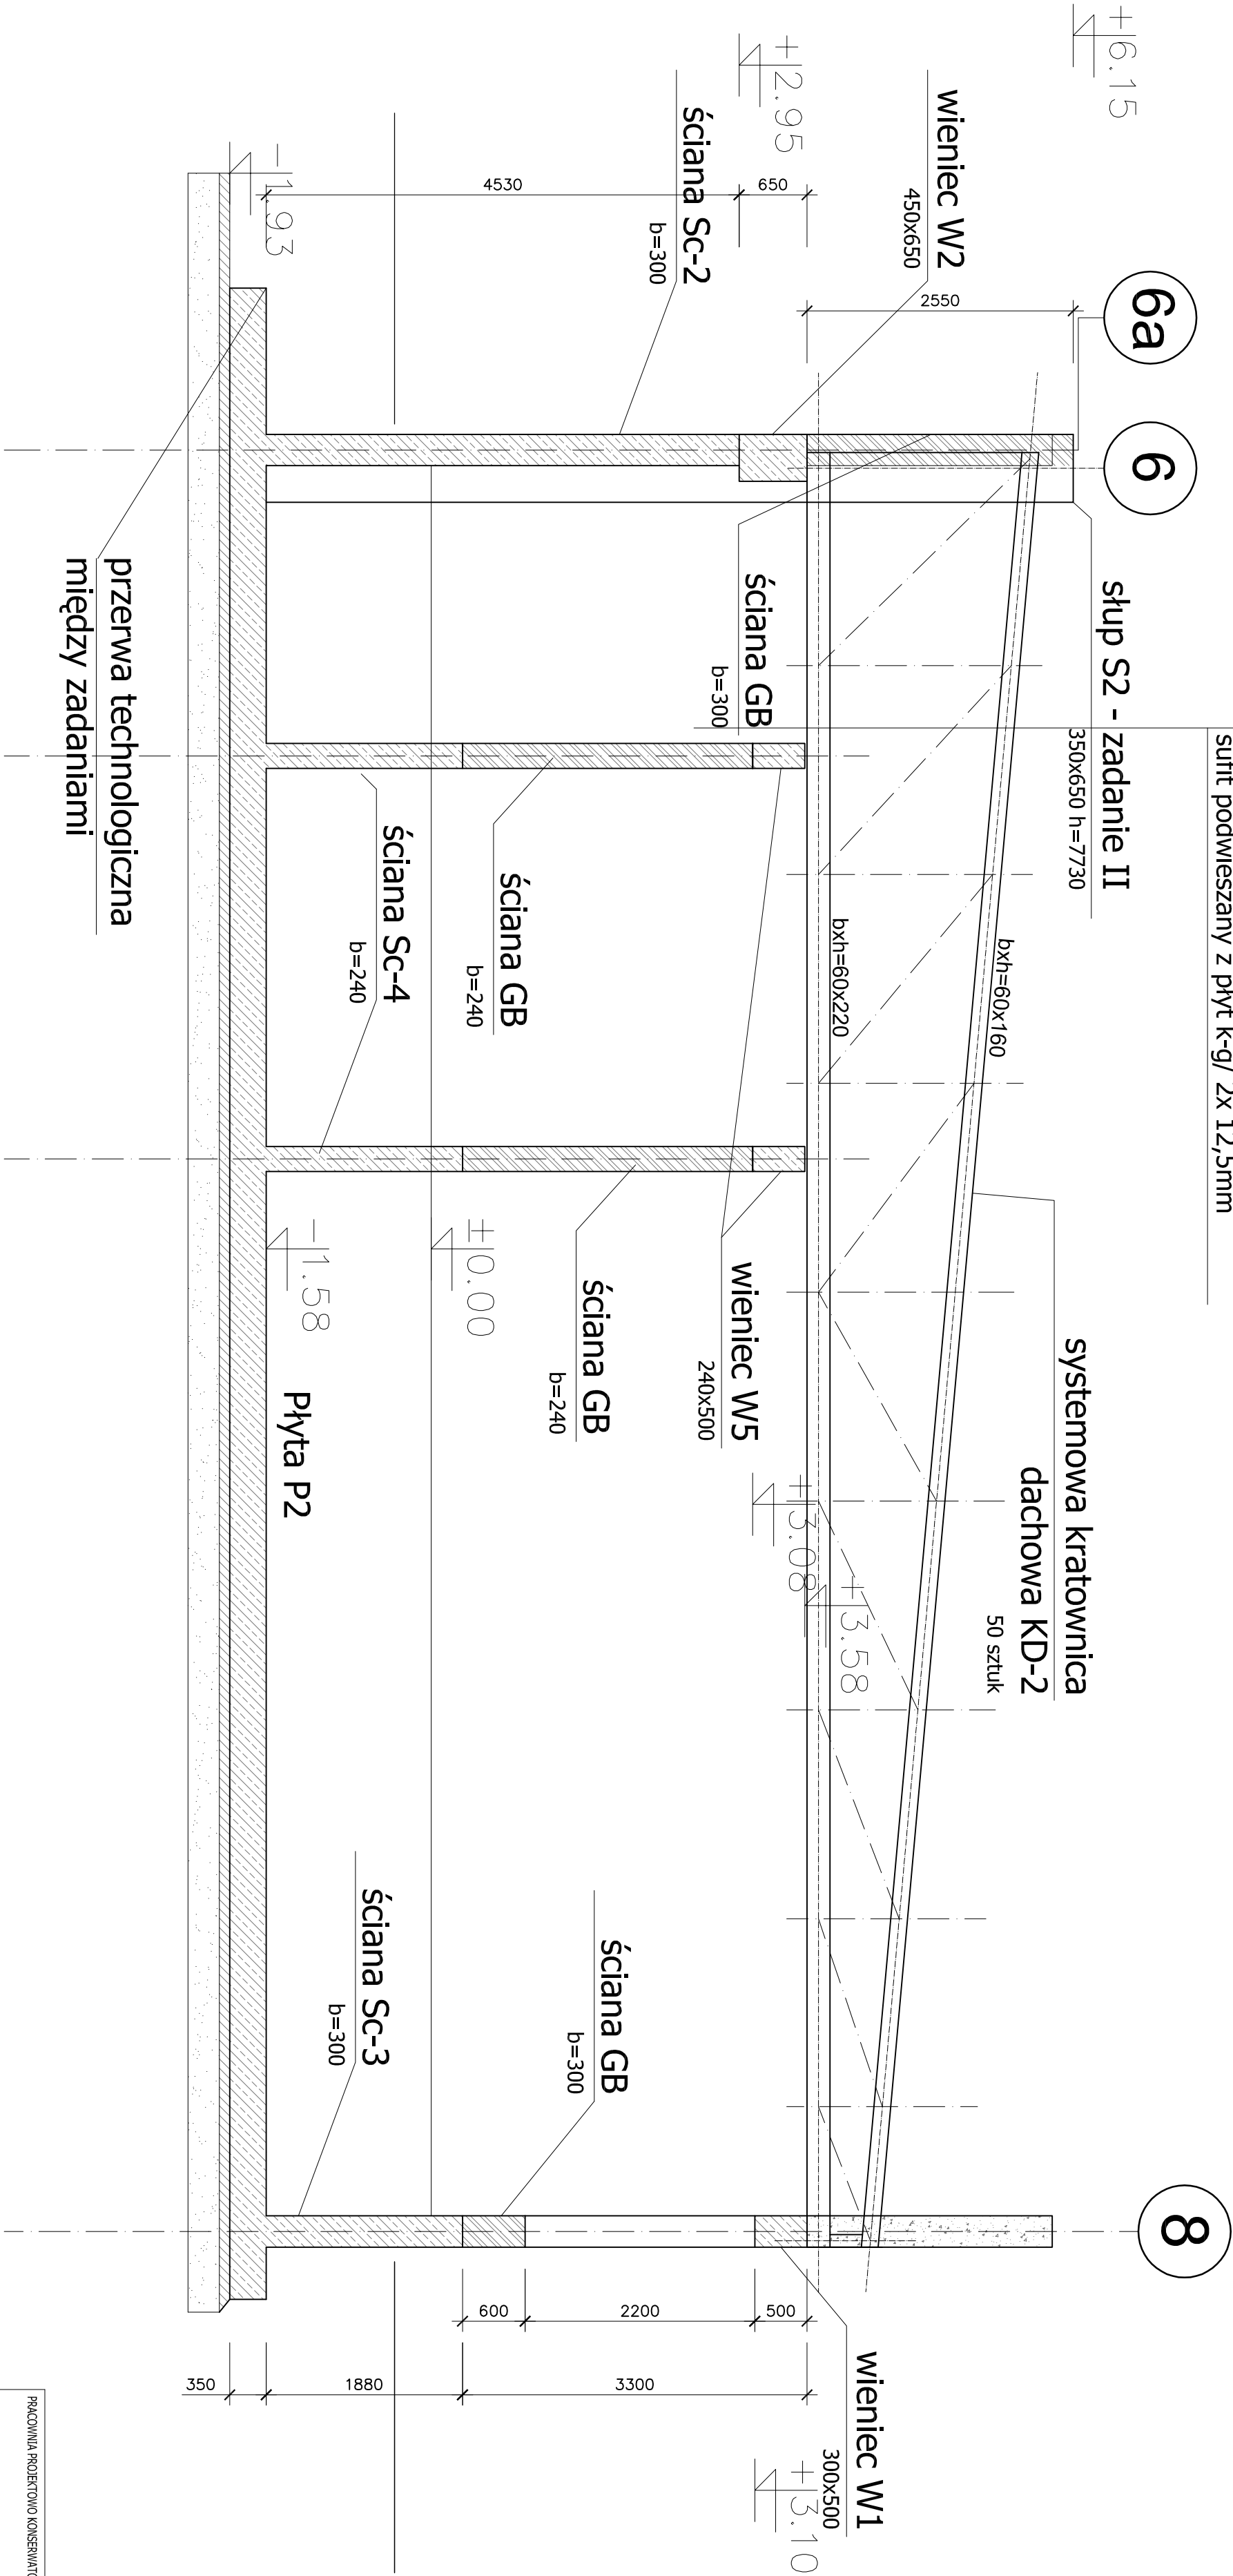 sufit podwieszany z płyt k-g/ 2x 12,5mm
+6.15
6a
6
8
słup S2 - zadanie II
350x650 h=7730
systemowa kratownica
dachowa KD-2
50 sztuk
wieniec W2
450x650
2550
bxh=60x160
bxh=60x220
+2.95
650
4530
ściana Sc-2
b=300
ściana GB
b=300
+3.58
+3.08
wieniec W5
240x500
wieniec W1
300x500
+3.10
ściana GB
b=240
ściana GB
b=240
ściana GB
b=300
500
2200
600
3300
1880
350
±0.00
ściana Sc-4
b=240
ściana Sc-3
b=300
-1.58
-1.93
Płyta P2
przerwa technologiczna
między zadaniami